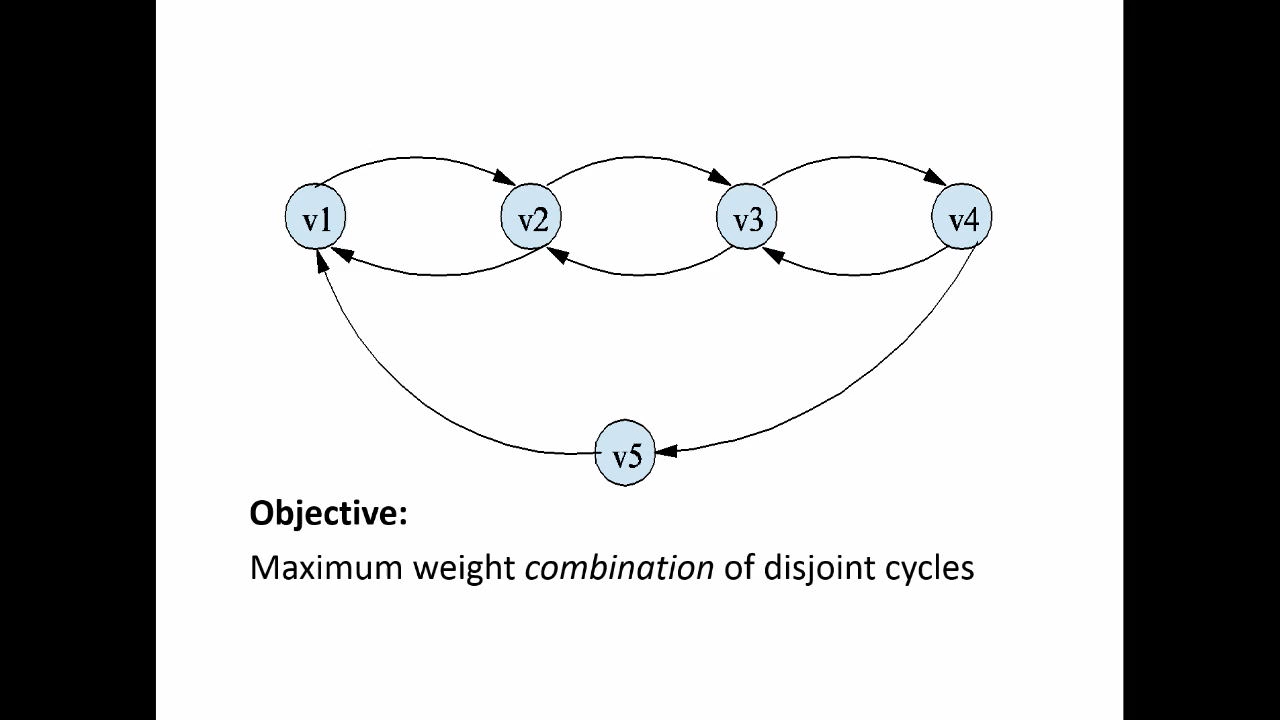 v1 v2 v3 v4
v5
Objective:
Maximum weight combination of disjoint cycles